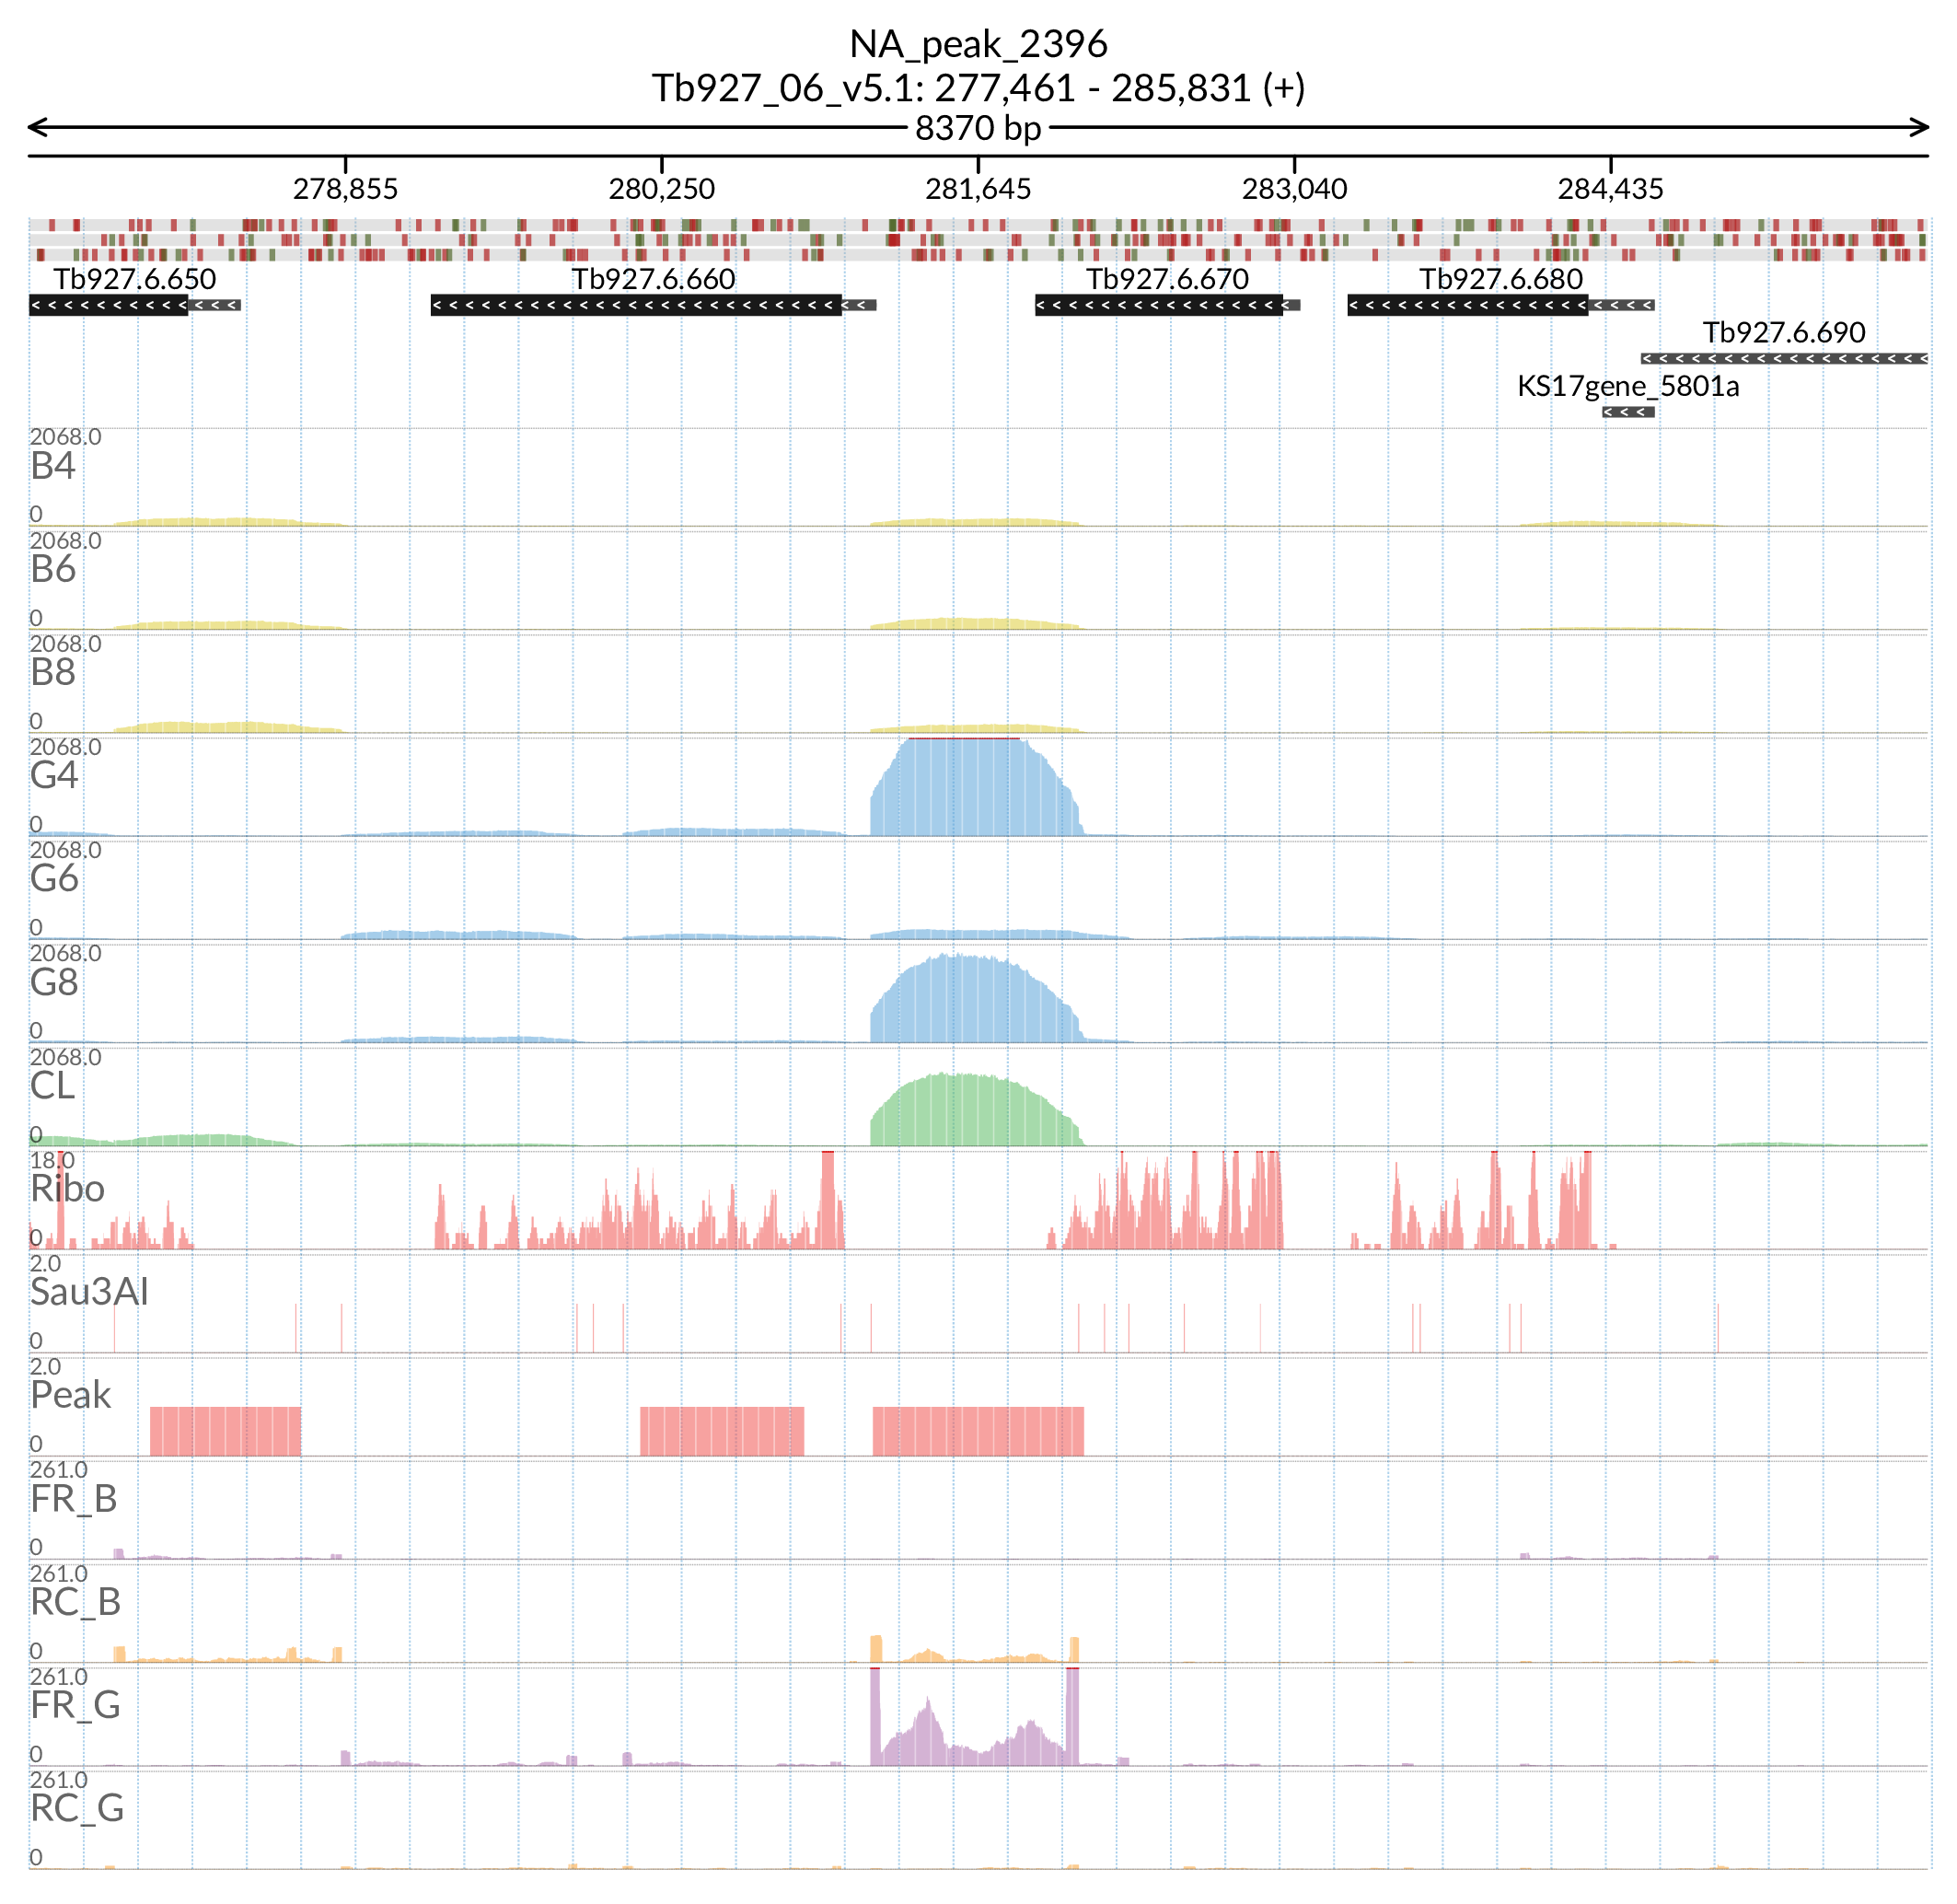 NA_peak_2396
Tb927_06_v5.1: 277,461 - 285,831 (+)
8370 bp
278,855 280,250 281,645 283,040 284,435
Tb927.6.650 Tb927.6.660 Tb927.6.670 Tb927.6.680
Tb927.6.690
KS17gene_5801a
2068.0
B4
0
2068.0
B6
0
2068.0
B8
0
2068.0
G4
0
2068.0
G6
0
2068.0
G8
0
2068.0
CL
0
18.0
Ribo
0
2.0
Sau3AI
0
2.0
Peak
0
261.0
FR_B
0
261.0
RC_B
0
261.0
FR_G
0
261.0
RC_G
0